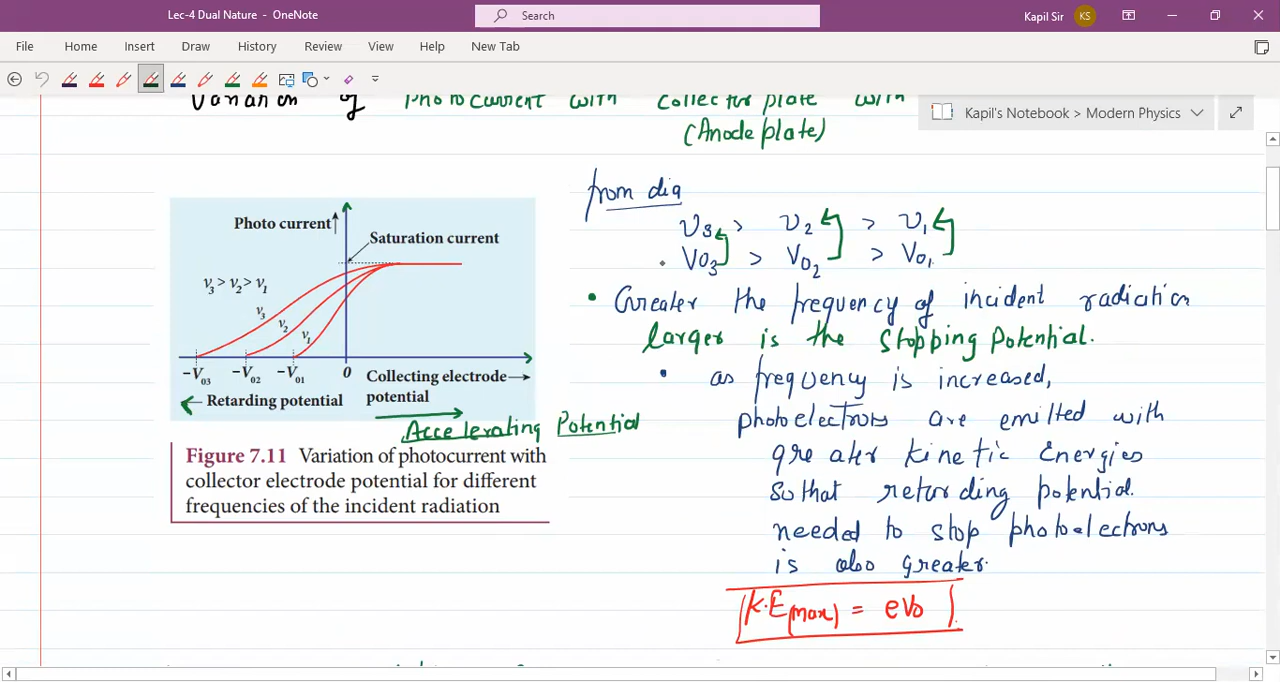 Lec-4 Dual Nature - OneNote
Search
Kapil Sir
KS
File Home Insert Draw History Review View Help New Tab
Kapil's Notebook > Modern Physics
Variation of Photocurrent with Collector plate with
(Anode plate)
Photo current
Saturation current
ν3 > ν2 > ν1
ν3
ν2
ν1
-V03 -V02 -V01 0 Collecting electrode
potential
Retarding potential
Accelerating Potential
Figure 7.11 Variation of photocurrent with
collector electrode potential for different
frequencies of the incident radiation
from dia
ν3 > ν2 > ν1
V03 > V02 > V01
• Greater the frequency of incident radiation
larger is the stopping Potential.
• as frequency is increased,
photoelectrons are emitted with
greater kinetic Energies
so that retarding potential
needed to stop photoelectrons
is also greater.
K.E(max) = eV0